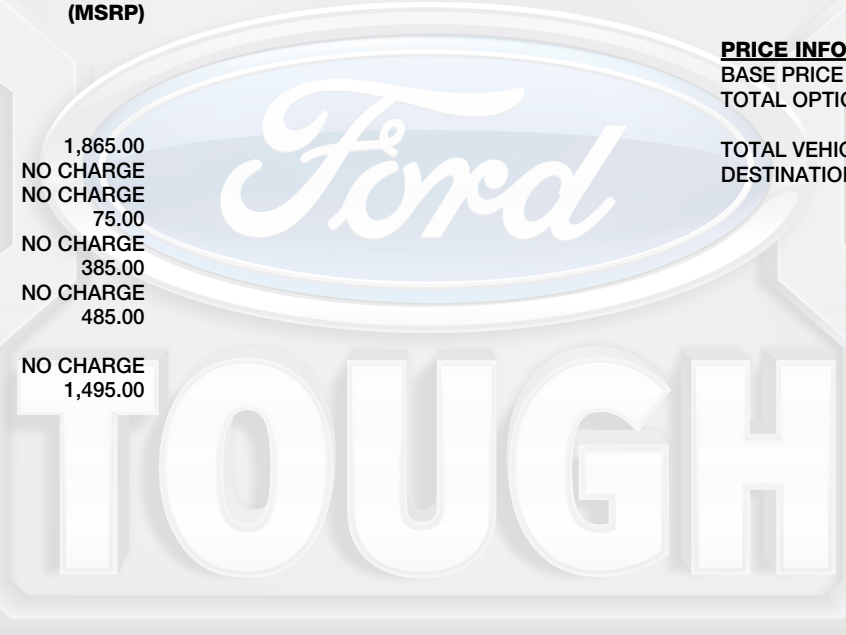 (MSRP)
1,865.00
NO CHARGE
NO CHARGE
75.00
NO CHARGE
385.00
NO CHARGE
485.00
NO CHARGE
1,495.00
PRICE INFO
BASE PRICE
TOTAL OPTIO
TOTAL VEHIC
DESTINATION
Ford
TOUGH